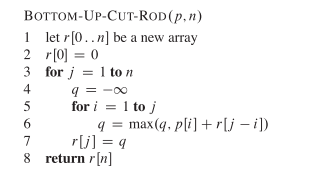 BOTTOM-UP-CUT-ROD(p, n)
1 let r[0..n] be a new array
2 r[0] = 0
3 for j = 1 to n
4 q = −∞
5 for i = 1 to j
6 q = max(q, p[i] + r[j − i])
7 r[j] = q
8 return r[n]